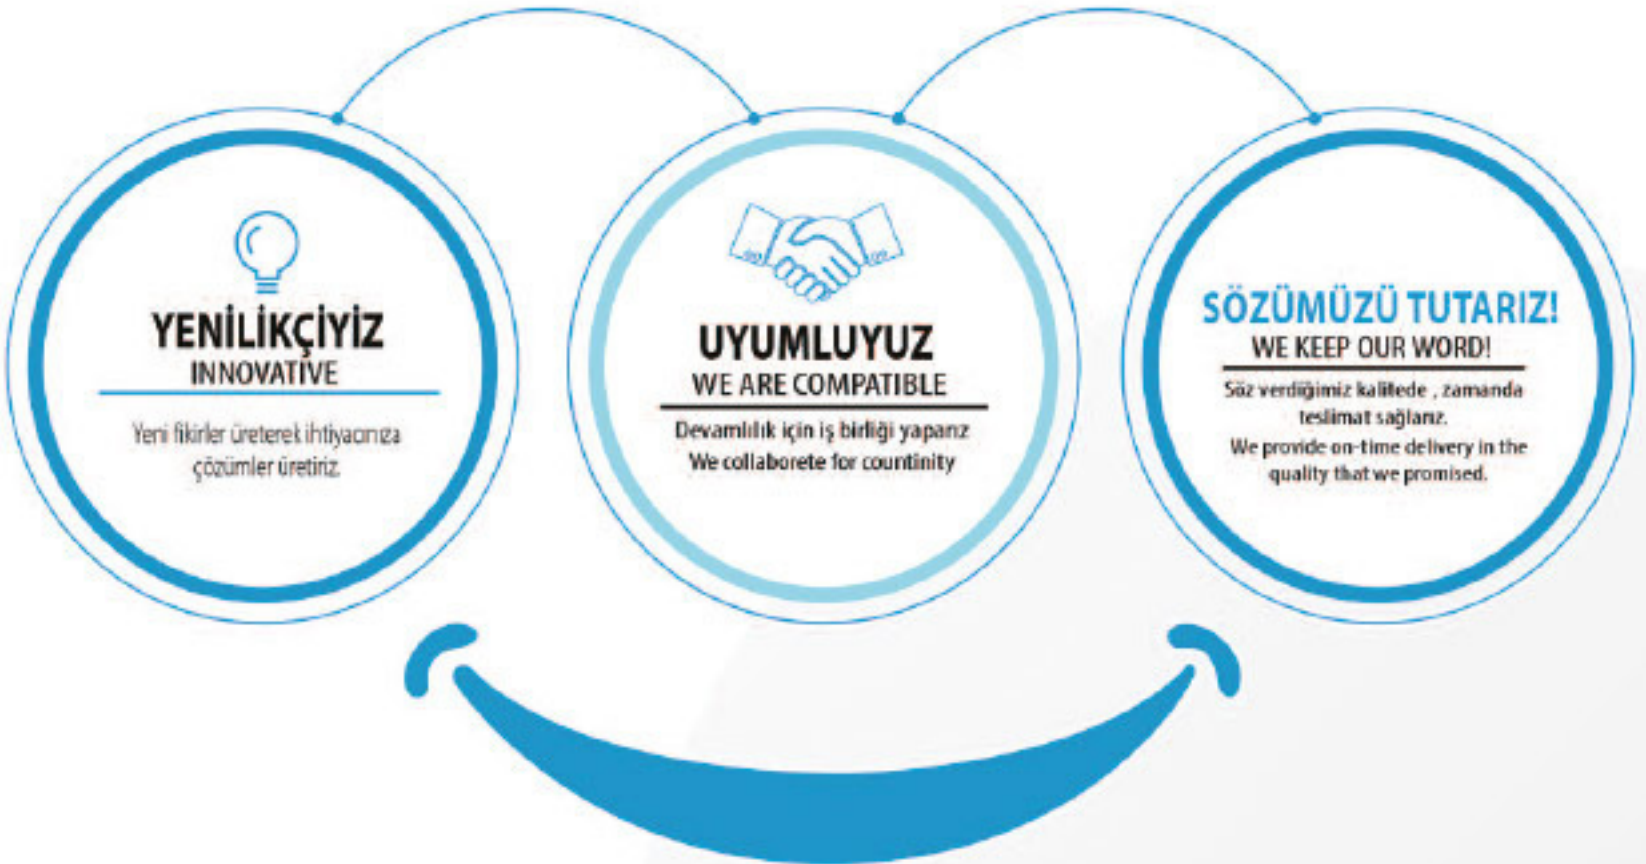 YENİLİKÇİYİZ
INNOVATIVE
Yeni fikirler üreterek ihtiyacınıza
çözümler üretiriz.
UYUMLUYUZ
WE ARE COMPATIBLE
Devamlılık için iş birliği yaparız
We collaborete for countinity
SÖZÜMÜZÜ TUTARIZ!
WE KEEP OUR WORD!
Söz verdiğimiz kalitede , zamanda
teslimat sağlarız.
We provide on-time delivery in the
quality that we promised.